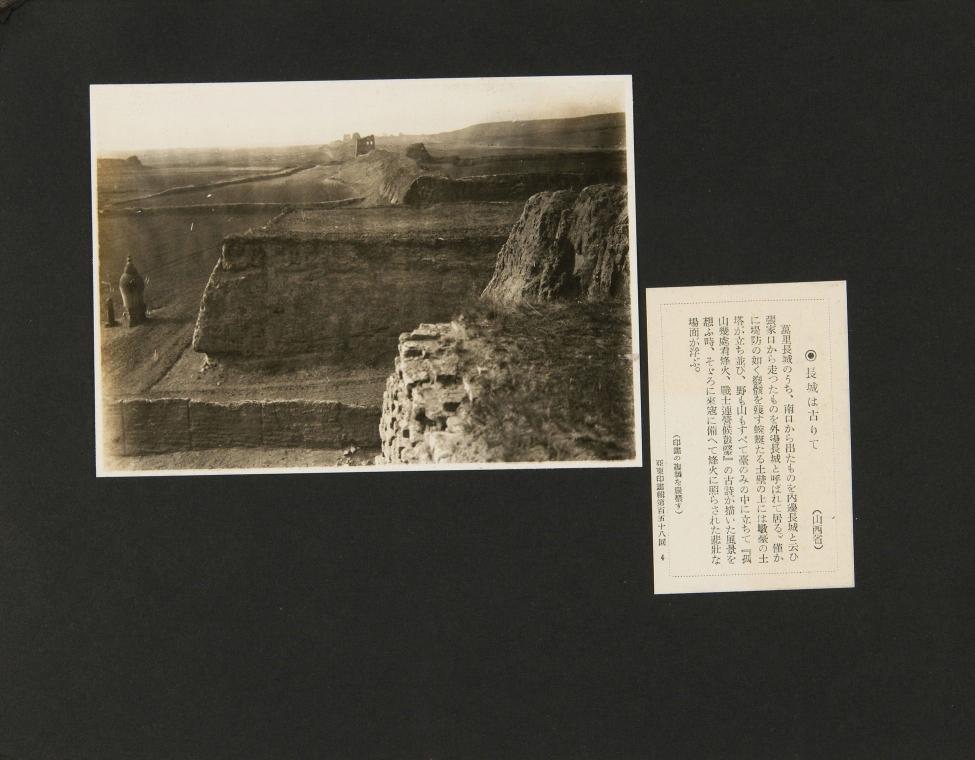 ◉ 長城は古りて
(山西省)
萬里長城のうち、南口から出たものを內邊長城と云ひ
張家口から走つたものを外邊長城と呼ばれて居る。僅か
に堤防の如く殘骸を殘す蜿蜒たる土壁の上には墩臺の土
塔が立ち並び、野も山もすべて臺のみの中に立ちて『孤
山幾處看烽火、戰士連營候鼓鼙』の古詩が描いた風景を
想ふ時、そゞろに來寇に備へて烽火に照らされた悲壯な
場面が浮ぶ。
(印畫の複製を嚴禁す)
亞東印畫輯第百五十八回 4